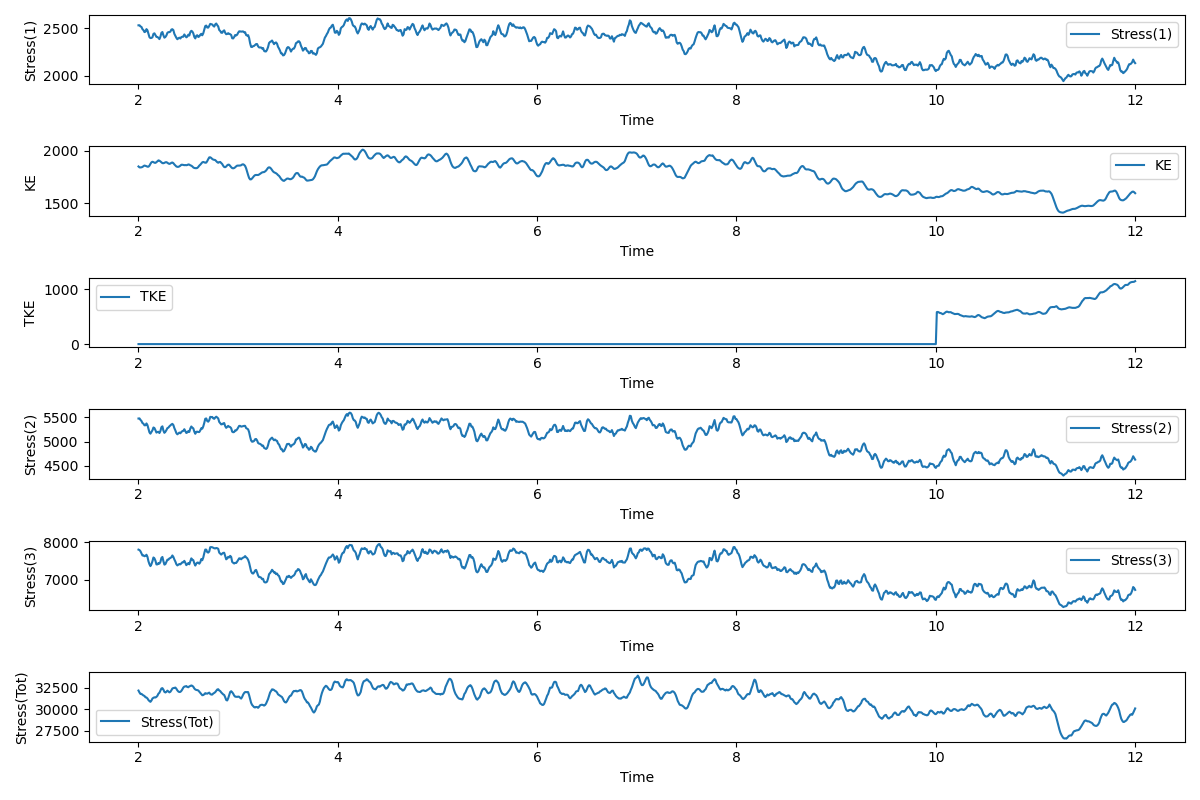 Stress(1)
2500
2000
Stress(1)
2 4 6 8 10 12
Time
KE
2000
1500
KE
2 4 6 8 10 12
Time
TKE
1000
0
TKE
2 4 6 8 10 12
Time
Stress(2)
5500
5000
4500
Stress(2)
2 4 6 8 10 12
Time
Stress(3)
8000
7000
Stress(3)
2 4 6 8 10 12
Time
Stress(Tot)
32500
30000
27500
Stress(Tot)
2 4 6 8 10 12
Time